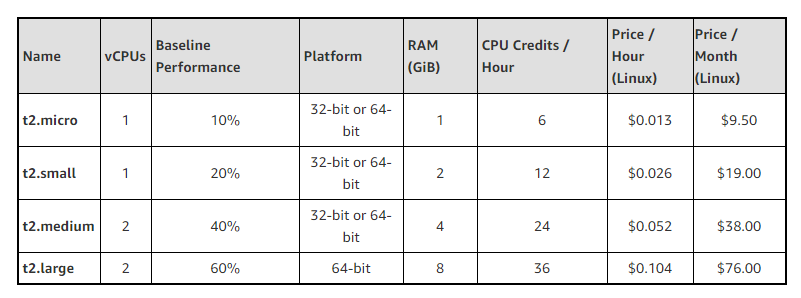 Name vCPUs Baseline Performance Platform RAM (GiB) CPU Credits / Hour Price / Hour (Linux) Price / Month (Linux)
t2.micro 1 10% 32-bit or 64-bit 1 6 $0.013 $9.50
t2.small 1 20% 32-bit or 64-bit 2 12 $0.026 $19.00
t2.medium 2 40% 32-bit or 64-bit 4 24 $0.052 $38.00
t2.large 2 60% 64-bit 8 36 $0.104 $76.00